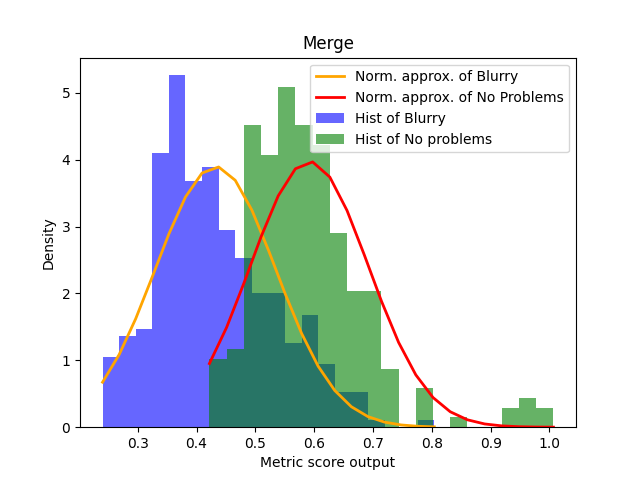 Merge
Norm. approx. of Blurry
Norm. approx. of No Problems
Hist of Blurry
Hist of No problems
Density
5
4
3
2
1
0
0.3 0.4 0.5 0.6 0.7 0.8 0.9 1.0
Metric score output